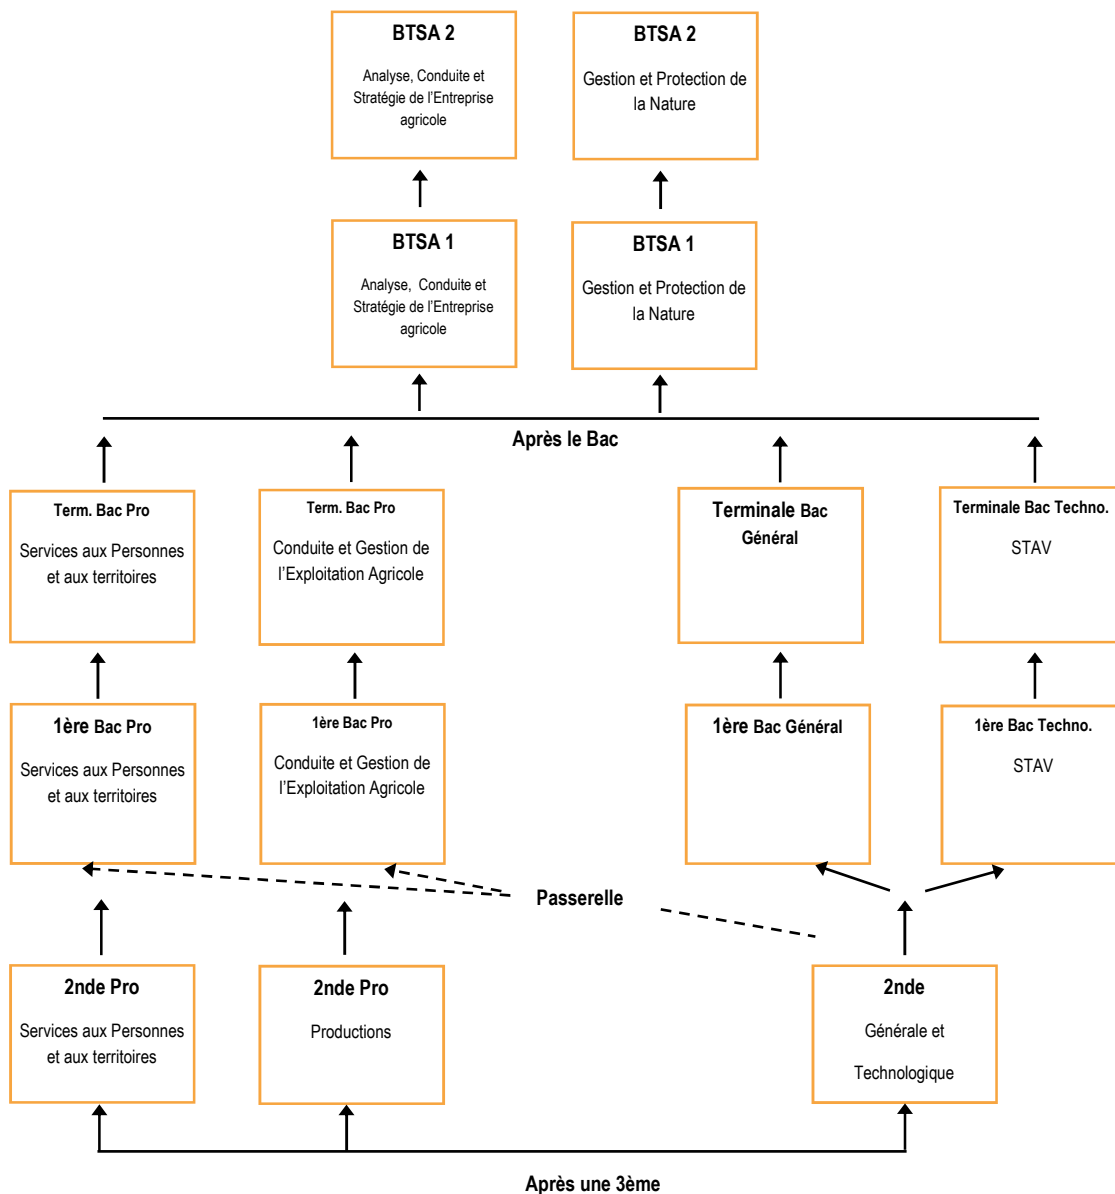 BTSA 2
Analyse, Conduite et
Stratégie de l'Entreprise
agricole
BTSA 2
Gestion et Protection de
la Nature
BTSA 1
Analyse, Conduite et
Stratégie de l'Entreprise
agricole
BTSA 1
Gestion et Protection de
la Nature
Après le Bac
Term. Bac Pro
Services aux Personnes
et aux territoires
Term. Bac Pro
Conduite et Gestion de
l'Exploitation Agricole
Terminale Bac
Général
Terminale Bac Techno.
STAV
1ère Bac Pro
Services aux Personnes
et aux territoires
1ère Bac Pro
Conduite et Gestion de
l'Exploitation Agricole
1ère Bac Général
1ère Bac Techno.
STAV
Passerelle
2nde Pro
Services aux Personnes
et aux territoires
2nde Pro
Productions
2nde
Générale et
Technologique
Après une 3ème